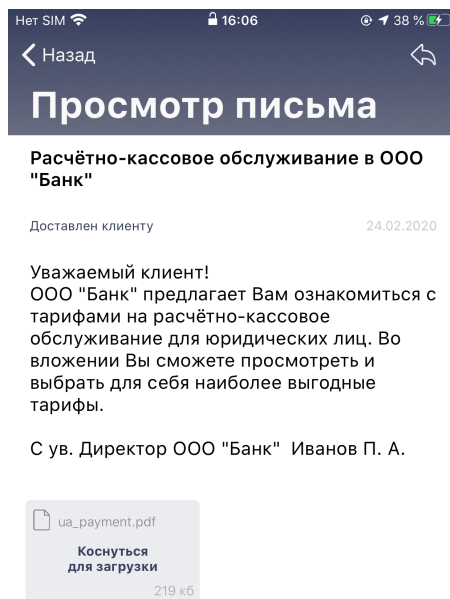 Нет SIM 16:06 38 %
Назад
Просмотр письма
Расчётно-кассовое обслуживание в ООО
"Банк"
Доставлен клиенту 24.02.2020
Уважаемый клиент!
ООО "Банк" предлагает Вам ознакомиться с
тарифами на расчётно-кассовое
обслуживание для юридических лиц. Во
вложении Вы сможете просмотреть и
выбрать для себя наиболее выгодные
тарифы.
С ув. Директор ООО "Банк"  Иванов П. А.
ua_payment.pdf
Коснуться
для загрузки
219 кб